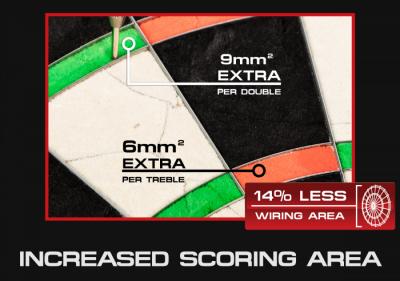 9mm²
EXTRA
PER DOUBLE
6mm²
EXTRA
PER TREBLE
14% LESS
WIRING AREA
INCREASED SCORING AREA